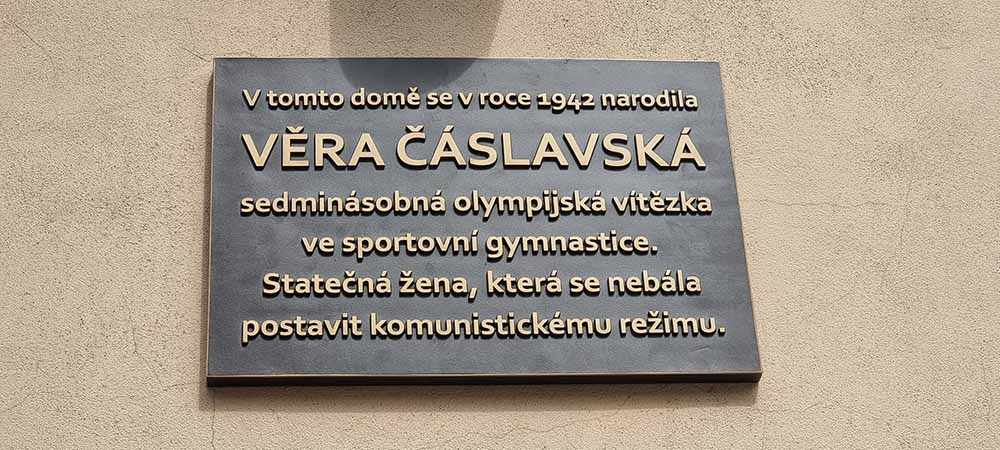 V tomto domě se v roce 1942 narodila
VĚRA ČÁSLAVSKÁ
sedminásobná olympijská vítězka
ve sportovní gymnastice.
Statečná žena, která se nebála
postavit komunistickému režimu.